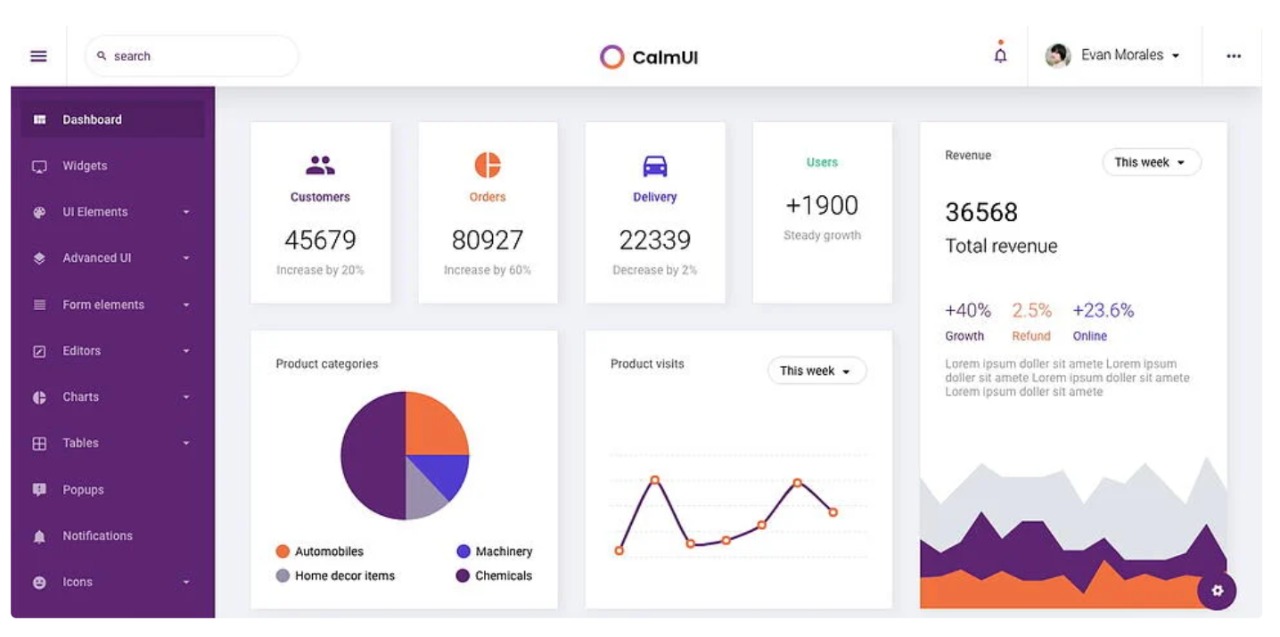 search
CalmUI
Evan Morales
Dashboard
Widgets
UI Elements
Advanced UI
Form elements
Editors
Charts
Tables
Popups
Notifications
Icons
Customers
45679
Increase by 20%
Orders
80927
Increase by 60%
Delivery
22339
Decrease by 2%
Users
+1900
Steady growth
Revenue
This week
36568
Total revenue
+40%
Growth
2.5%
Refund
+23.6%
Online
Lorem ipsum doller sit amete Lorem ipsum
doller sit amete Lorem ipsum doller sit amete
Lorem ipsum doller sit amete
Product categories
Automobiles
Machinery
Home decor items
Chemicals
Product visits
This week